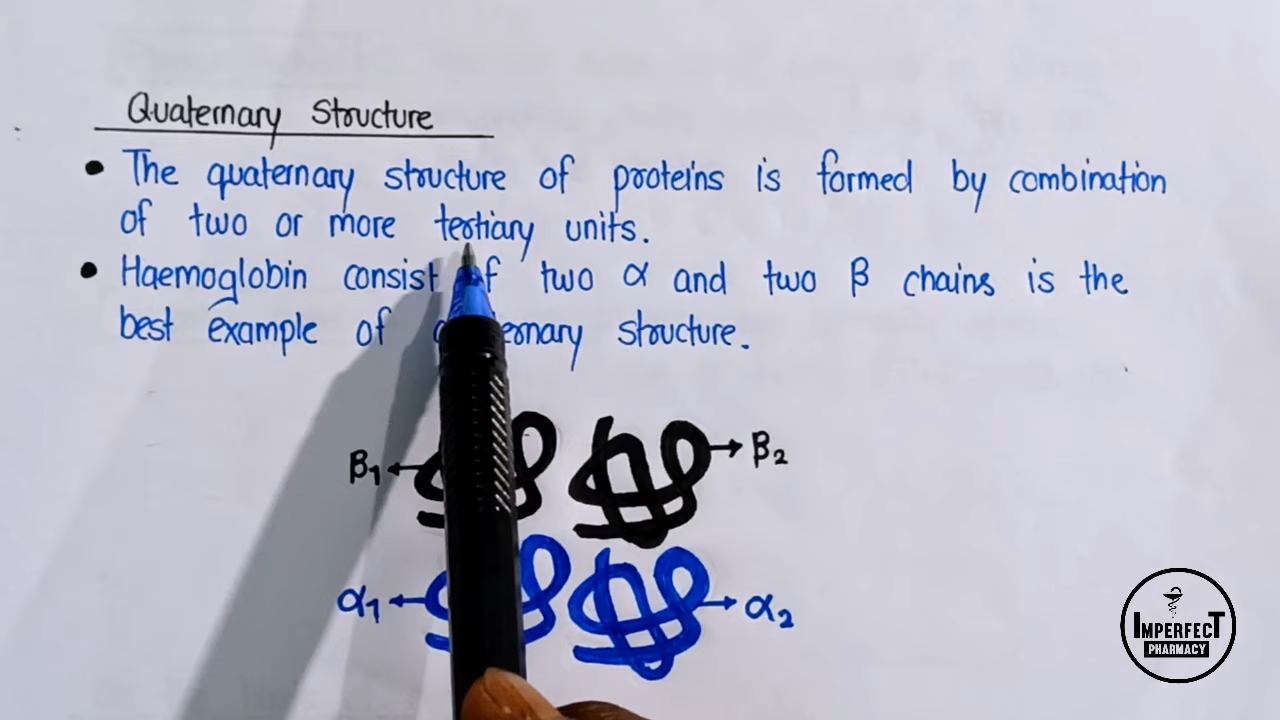 Quaternary Structure
• The quaternary structure of proteins is formed by combination
of two or more tertiary units.
• Haemoglobin consist of two α and two β chains is the
best example of structure.
β1 β2
α1 α2
IMPERFECT
PHARMACY